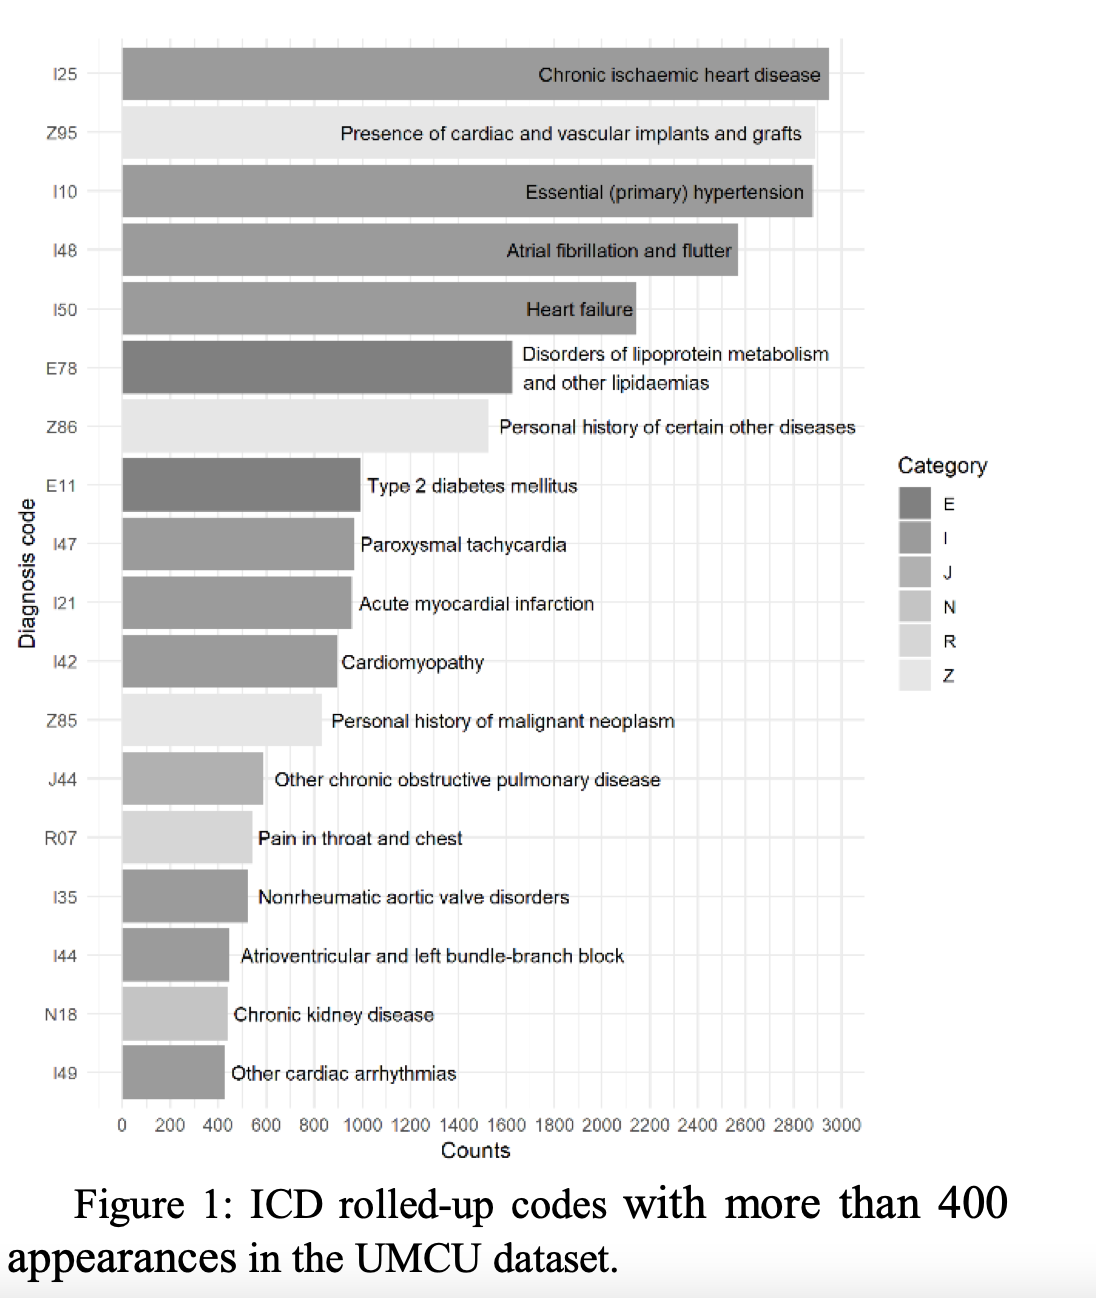 I25 Chronic ischaemic heart disease
Z95 Presence of cardiac and vascular implants and grafts
I10 Essential (primary) hypertension
I48 Atrial fibrillation and flutter
I50 Heart failure
E78 Disorders of lipoprotein metabolism
and other lipidaemias
Z86 Personal history of certain other diseases
E11 Type 2 diabetes mellitus
I47 Paroxysmal tachycardia
I21 Acute myocardial infarction
I42 Cardiomyopathy
Z85 Personal history of malignant neoplasm
J44 Other chronic obstructive pulmonary disease
R07 Pain in throat and chest
I35 Nonrheumatic aortic valve disorders
I44 Atrioventricular and left bundle-branch block
N18 Chronic kidney disease
I49 Other cardiac arrhythmias
Diagnosis code
0 200 400 600 800 1000 1200 1400 1600 1800 2000 2200 2400 2600 2800 3000
Counts
Category
E
I
J
N
R
Z
Figure 1: ICD rolled-up codes with more than 400
appearances in the UMCU dataset.